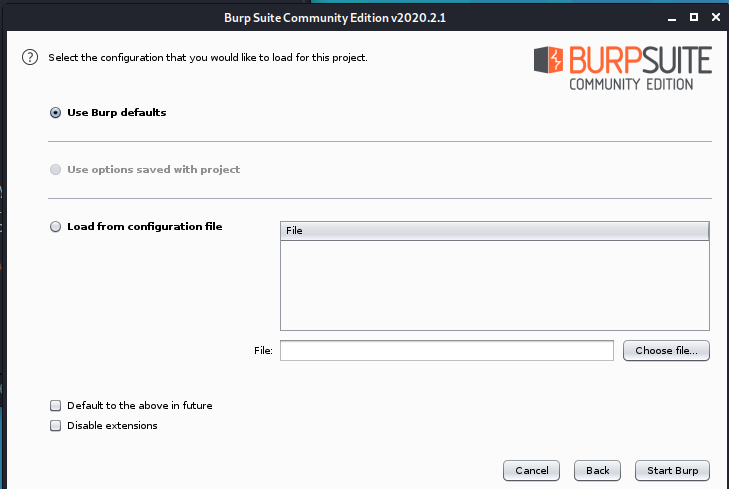 Burp Suite Community Edition v2020.2.1
Select the configuration that you would like to load for this project.
BURPSUITE
COMMUNITY EDITION
Use Burp defaults
Use options saved with project
Load from configuration file
File
File:
Choose file...
Default to the above in future
Disable extensions
Cancel
Back
Start Burp